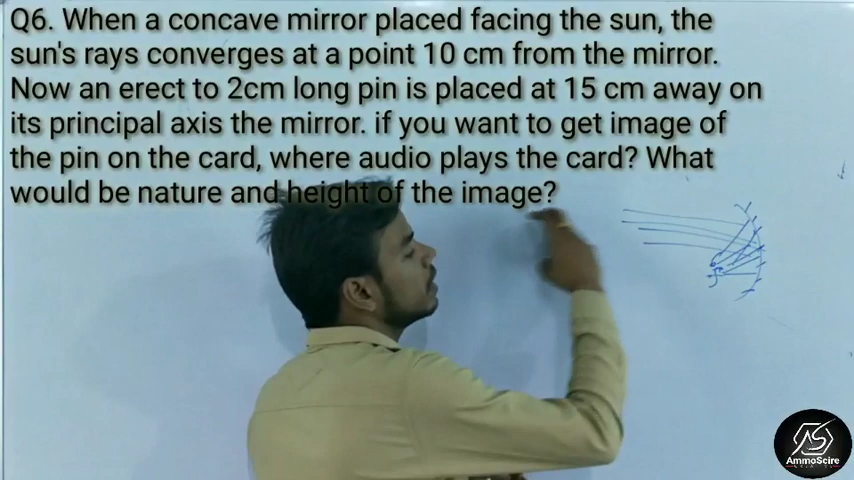 Q6. When a concave mirror placed facing the sun, the
sun's rays converges at a point 10 cm from the mirror.
Now an erect to 2cm long pin is placed at 15 cm away on
its principal axis the mirror. if you want to get image of
the pin on the card, where audio plays the card? What
would be nature and height of the image?
AS
AmmoScire